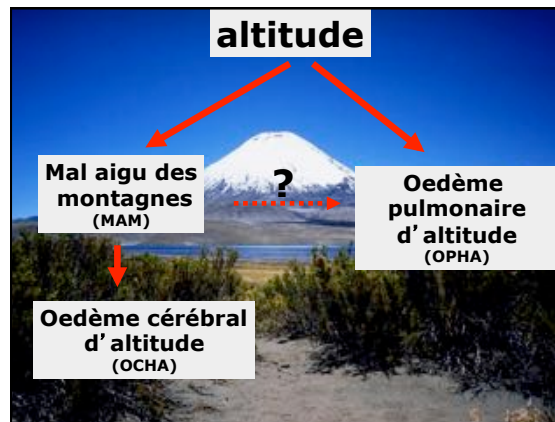 altitude
Mal aigu des
montagnes
(MAM)
?
Oedème
pulmonaire
d'altitude
(OPHA)
Oedème cérébral
d'altitude
(OCHA)